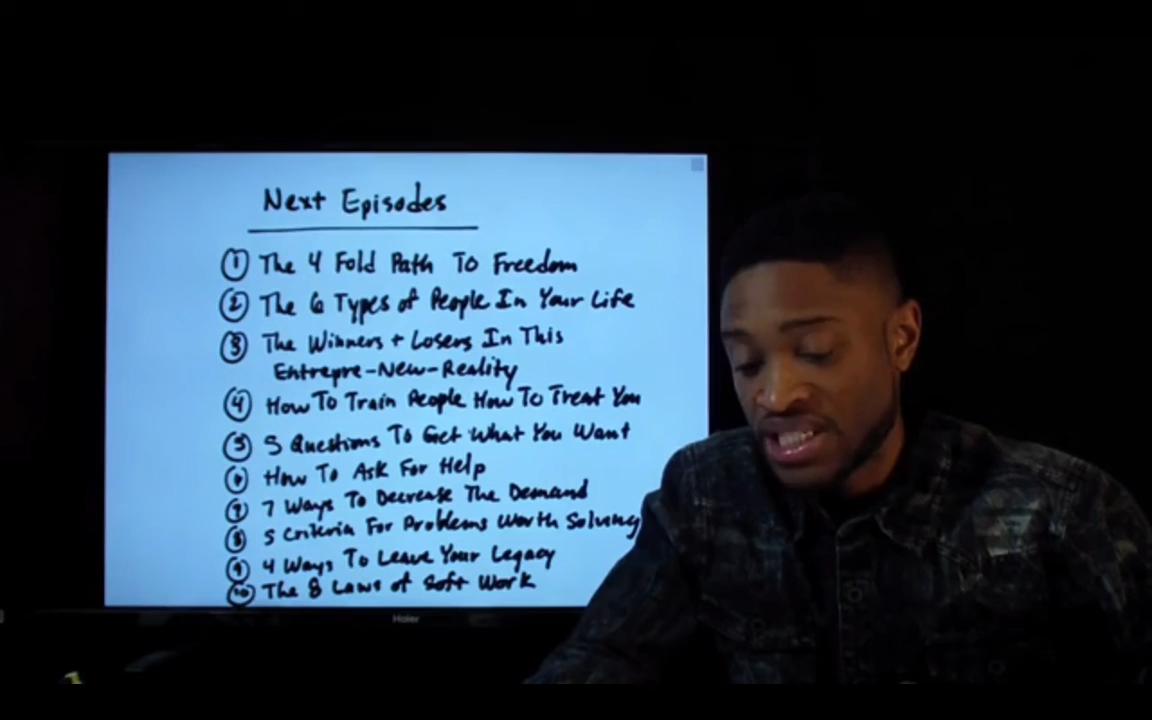 Next Episodes
1 The 4 Fold Path To Freedom
2 The 6 Types of People In Your Life
3 The Winners + Losers In This
Entrepre-New-Reality
4 How To Train People How To Treat You
5 5 Questions To Get What You Want
6 How To Ask For Help
7 7 Ways To Decrease The Demand
8 5 Criteria For Problems Worth Solving
9 4 Ways To Leave Your Legacy
10 The 8 Laws of Soft Work
Haier